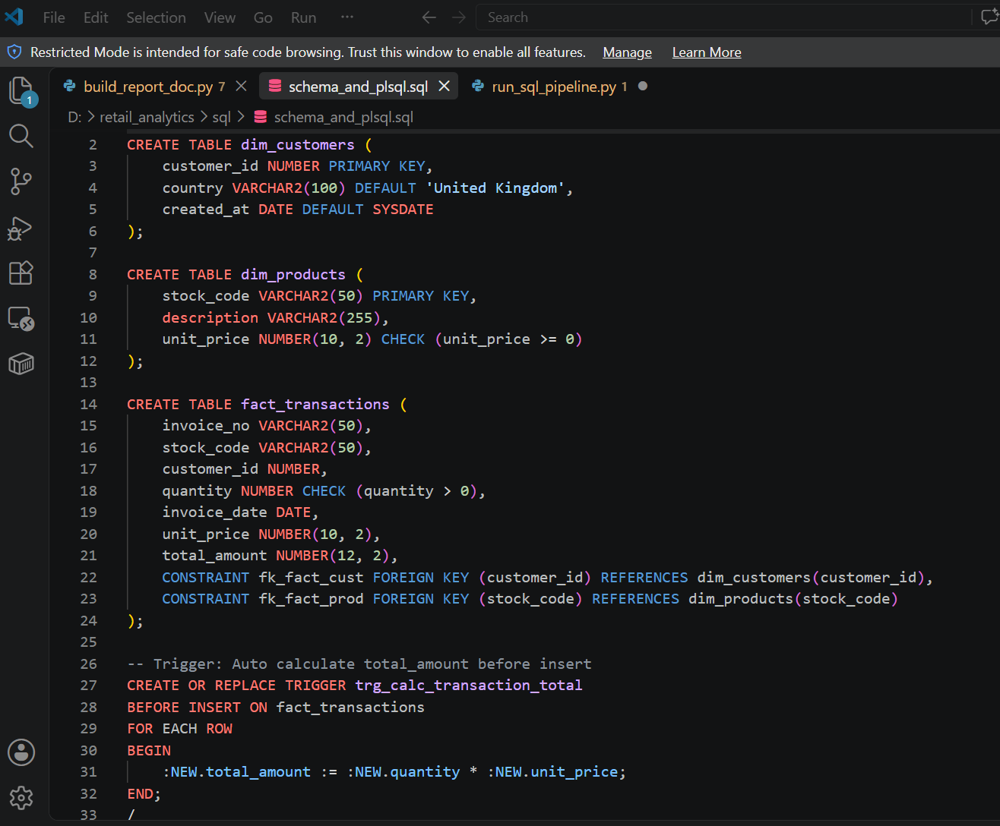 File Edit Selection View Go Run ··· Search
Restricted Mode is intended for safe code browsing. Trust this window to enable all features. Manage Learn More
build_report_doc.py 7 schema_and_plsql.sql run_sql_pipeline.py 1
1
D: > retail_analytics > sql > schema_and_plsql.sql
2 CREATE TABLE dim_customers (
3     customer_id NUMBER PRIMARY KEY,
4     country VARCHAR2(100) DEFAULT 'United Kingdom',
5     created_at DATE DEFAULT SYSDATE
6 );
7
8 CREATE TABLE dim_products (
9     stock_code VARCHAR2(50) PRIMARY KEY,
10     description VARCHAR2(255),
11     unit_price NUMBER(10, 2) CHECK (unit_price >= 0)
12 );
13
14 CREATE TABLE fact_transactions (
15     invoice_no VARCHAR2(50),
16     stock_code VARCHAR2(50),
17     customer_id NUMBER,
18     quantity NUMBER CHECK (quantity > 0),
19     invoice_date DATE,
20     unit_price NUMBER(10, 2),
21     total_amount NUMBER(12, 2),
22     CONSTRAINT fk_fact_cust FOREIGN KEY (customer_id) REFERENCES dim_customers(customer_id),
23     CONSTRAINT fk_fact_prod FOREIGN KEY (stock_code) REFERENCES dim_products(stock_code)
24 );
25
26 -- Trigger: Auto calculate total_amount before insert
27 CREATE OR REPLACE TRIGGER trg_calc_transaction_total
28 BEFORE INSERT ON fact_transactions
29 FOR EACH ROW
30 BEGIN
31     :NEW.total_amount := :NEW.quantity * :NEW.unit_price;
32 END;
33 /